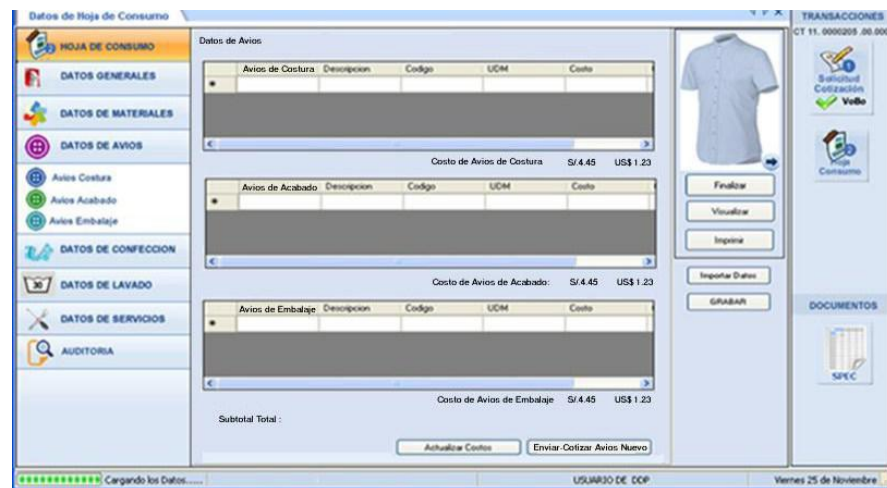 Datos de Hoja de Consumo
TRANSACCIONES
CT 11. 0000205 .00.000
HOJA DE CONSUMO
DATOS GENERALES
DATOS DE MATERIALES
DATOS DE AVIOS
Avios Costura
Avios Acabado
Avios Embalaje
DATOS DE CONFECCION
30
DATOS DE LAVADO
DATOS DE SERVICIOS
AUDITORIA
Datos de Avios
Avios de Costura Descripcion Codigo UDM Costo
Costo de Avios de Costura S/.4.45 US$ 1.23
Avios de Acabado Descripcion Codigo UDM Costo
Costo de Avios de Acabado: S/.4.45 US$ 1.23
Avios de Embalaje Descripcion Codigo UDM Costo
Costo de Avios de Embalaje S/.4.45 US$ 1.23
Subtotal Total :
Actualizar Costos Enviar-Cotizar Avios Nuevo
Finalizar
Visualizar
Imprimir
Importar Datos
GRABAR
Solicitud
Cotización
VoBo
Hoja
Consumo
DOCUMENTOS
SPEC
Cargando los Datos......
USUARIO DE DDP
Viernes 25 de Noviembre